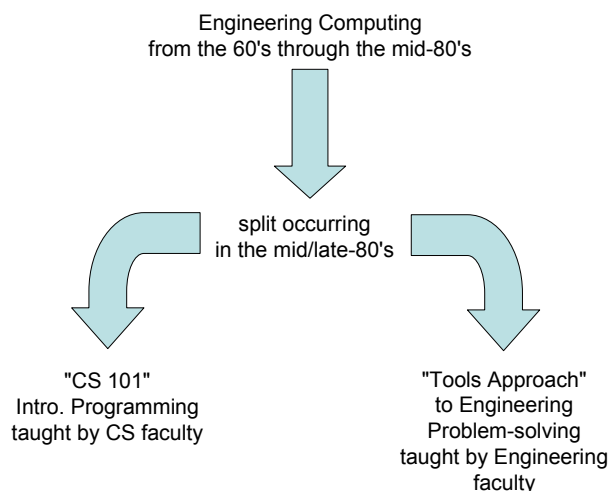 Engineering Computing
from the 60's through the mid-80's
split occurring
in the mid/late-80's
"CS 101"
Intro. Programming
taught by CS faculty
"Tools Approach"
to Engineering
Problem-solving
taught by Engineering
faculty